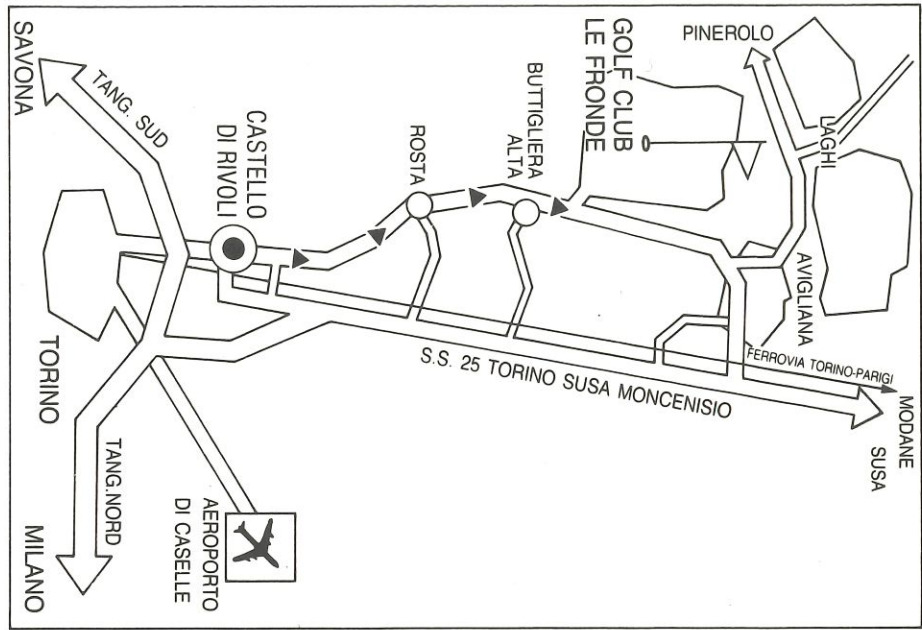 PINEROLO
LAGHI
GOLF CLUB
LE FRONDE
BUTTIGLIERA
ALTA
ROSTA
CASTELLO
DI RIVOLI
TANG. SUD
SAVONA
AVIGLIANA
FERROVIA TORINO-PARIGI
MODANE
SUSA
S.S. 25 TORINO SUSA MONCENISIO
TORINO
TANG.NORD
MILANO
AEROPORTO
DI CASELLE